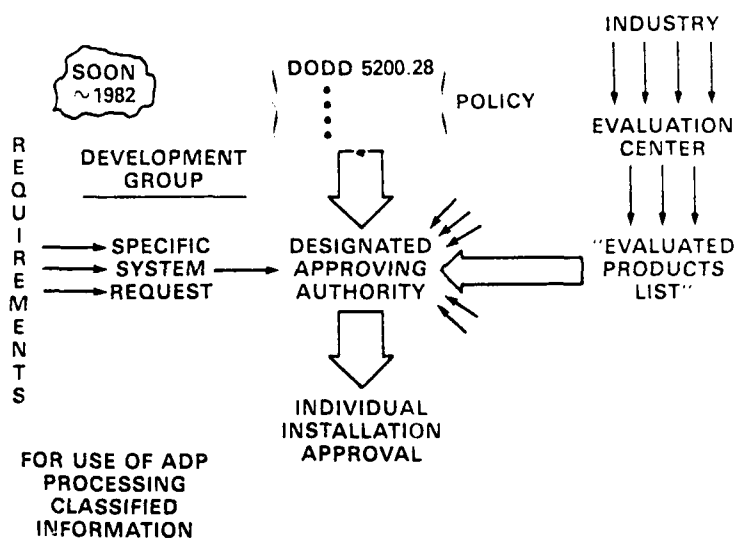 SOON
~1982
DODD 5200.28
POLICY
INDUSTRY
EVALUATION
CENTER
"EVALUATED
PRODUCTS
LIST"
REQUIREMENTS
DEVELOPMENT
GROUP
SPECIFIC
SYSTEM
REQUEST
DESIGNATED
APPROVING
AUTHORITY
INDIVIDUAL
INSTALLATION
APPROVAL
FOR USE OF ADP
PROCESSING
CLASSIFIED
INFORMATION